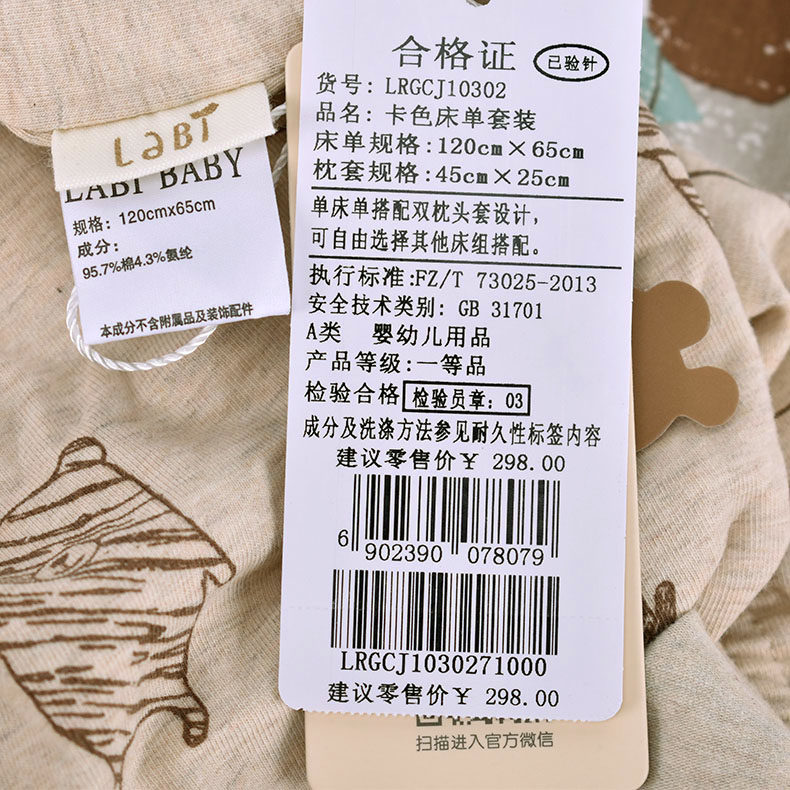 合格证
已验针
货号: LRGCJ10302
品名: 卡色床单套装
床单规格:120cm×65cm
枕套规格:45cm×25cm
单床单搭配双枕头套设计，
可自由选择其他床组搭配。
执行标准:FZ/T 73025-2013
安全技术类别: GB 31701
A类 婴幼儿用品
产品等级:一等品
检验合格 检验员章：03
成分及洗涤方法参见耐久性标签内容
建议零售价￥ 298.00
6 902390 078079
LRGCJ1030271000
建议零售价￥ 298.00
扫描进入官方微信
LaBi
LABI BABY
规格：120cmx65cm
成分：
95.7%棉4.3%氨纶
本成分不含附属品及装饰配件